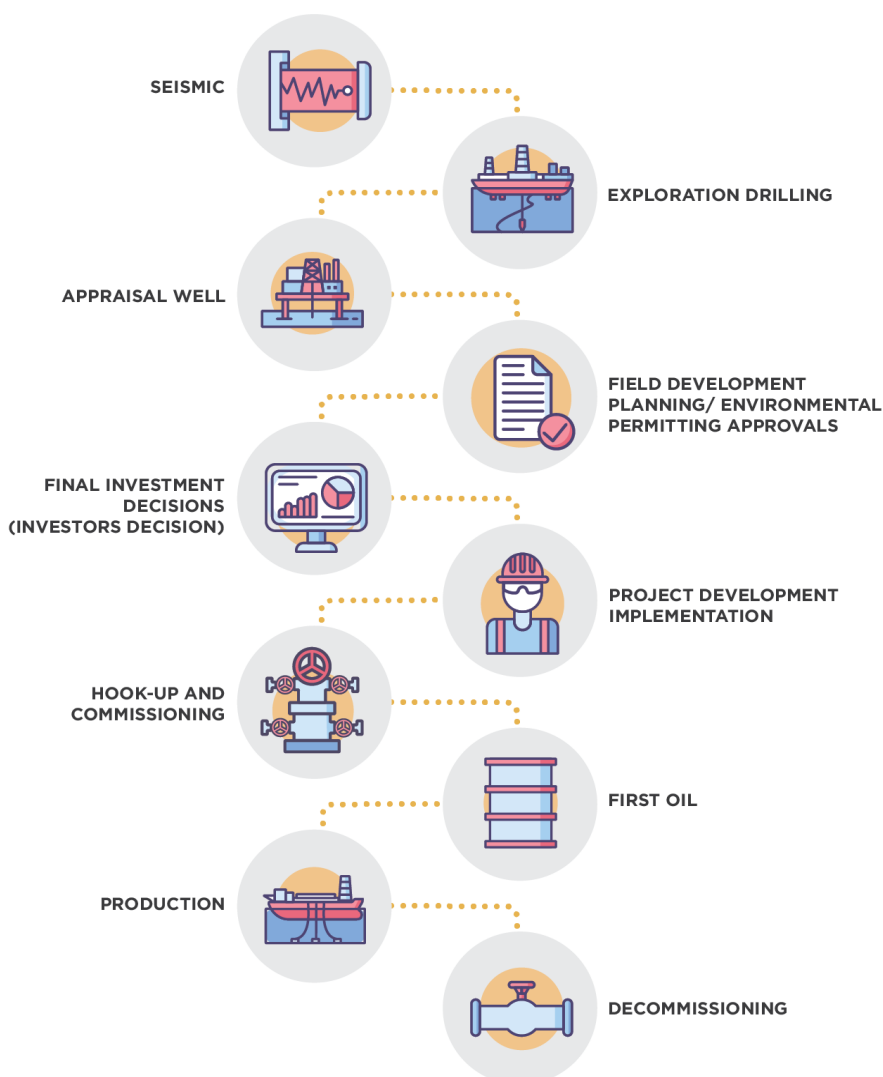 SEISMIC
EXPLORATION DRILLING
APPRAISAL WELL
FIELD DEVELOPMENT
PLANNING/ ENVIRONMENTAL
PERMITTING APPROVALS
FINAL INVESTMENT
DECISIONS
(INVESTORS DECISION)
PROJECT DEVELOPMENT
IMPLEMENTATION
HOOK-UP AND
COMMISSIONING
FIRST OIL
PRODUCTION
DECOMMISSIONING